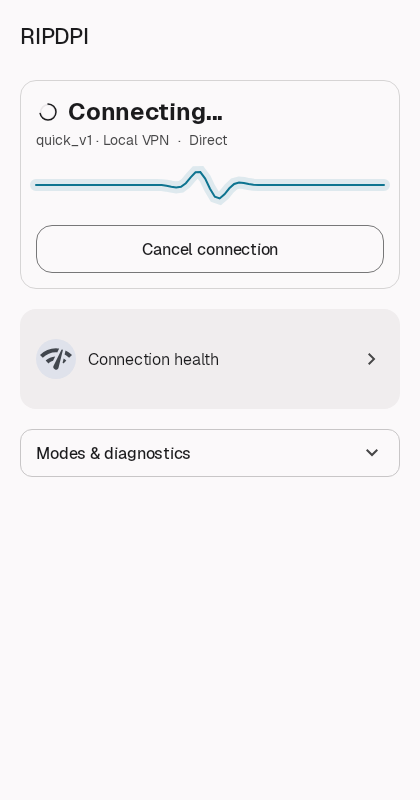 RIPDPI
Connecting...
quick_v1 · Local VPN · Direct
Cancel connection
Connection health
Modes & diagnostics